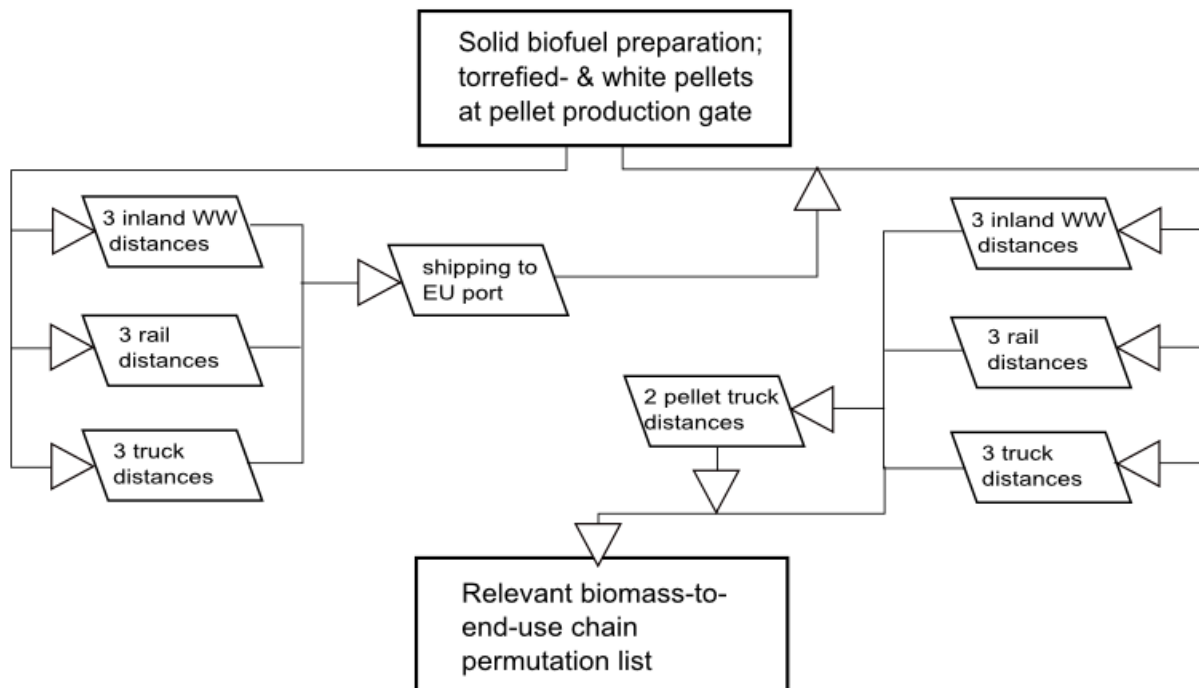 Solid biofuel preparation;
torrefied- & white pellets
at pellet production gate
3 inland WW
distances
3 rail
distances
3 truck
distances
shipping to
EU port
2 pellet truck
distances
3 inland WW
distances
3 rail
distances
3 truck
distances
Relevant biomass-to-
end-use chain
permutation list